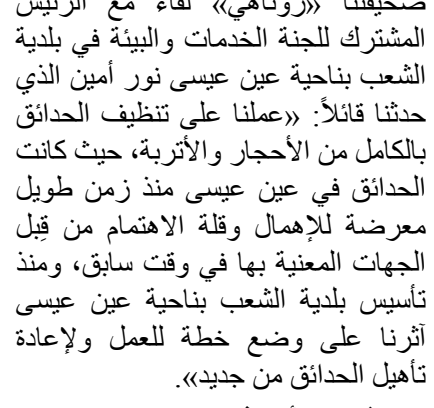 صحيفتنا «روناهي» لقاء مع الرئيس
المشترك للجنة الخدمات والبيئة في بلدية
الشعب بناحية عين عيسى نور أمين الذي
حدثنا قائلاً: «عملنا على تنظيف الحدائق
بالكامل من الأحجار والأتربة، حيث كانت
الحدائق في عين عيسى منذ زمن طويل
معرضة للإهمال وقلة الاهتمام من قِبل
الجهات المعنية بها في وقت سابق، ومنذ
تأسيس بلدية الشعب بناحية عين عيسى
آثرنا على وضع خطة للعمل ولإعادة
تأهيل الحدائق من جديد».